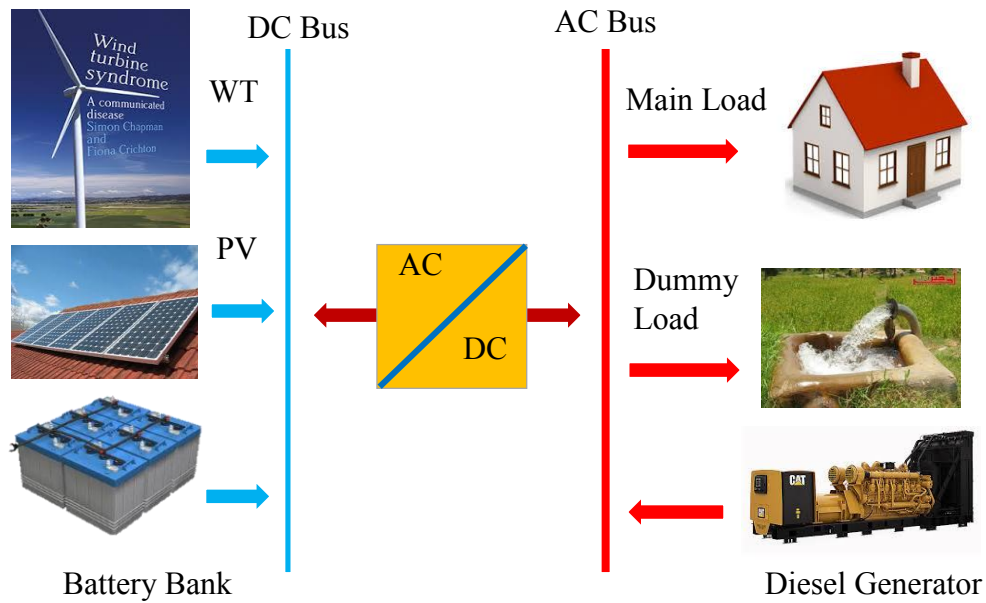 DC Bus
AC Bus
Wind
turbine
syndrome
A communicated
disease
Simon Chapman
and
Fiona Crichton
WT
Main Load
PV
AC
DC
Dummy
Load
CAT
CAT
Battery Bank
Diesel Generator